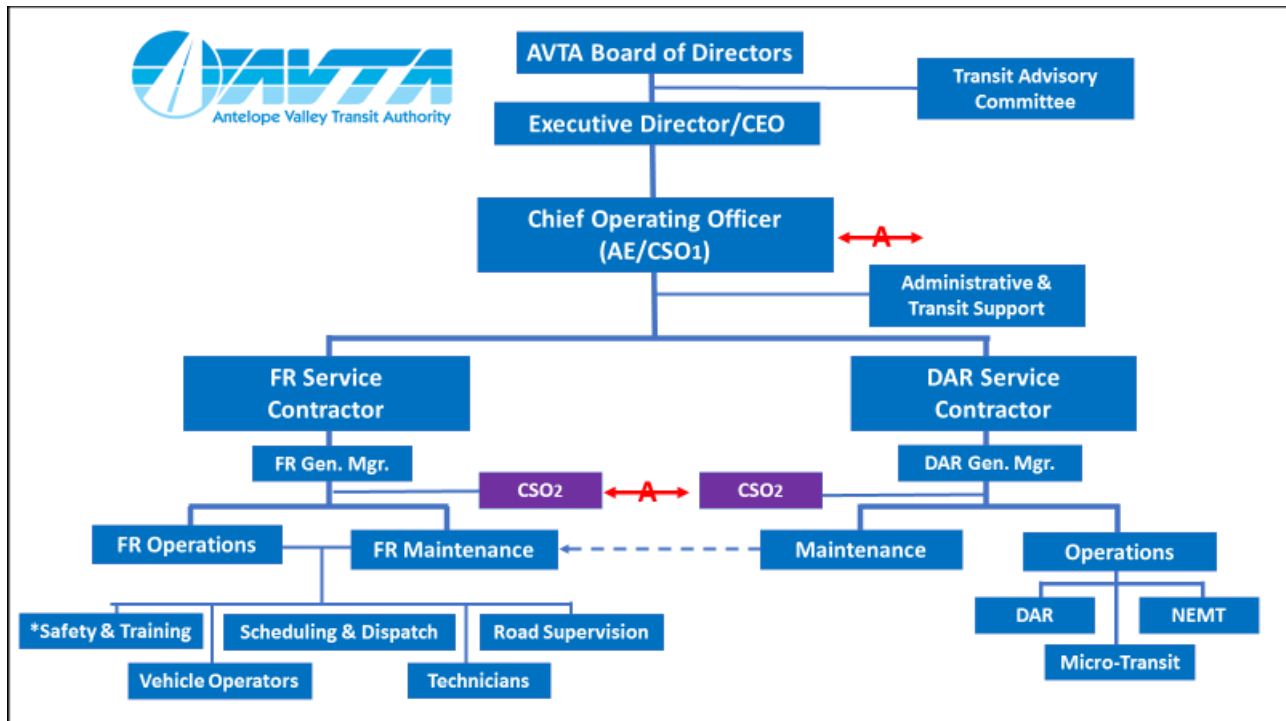 AVTA
Antelope Valley Transit Authority
AVTA Board of Directors
Transit Advisory
Committee
Executive Director/CEO
Chief Operating Officer
(AE/CSO1)
A
Administrative &
Transit Support
FR Service
Contractor
DAR Service
Contractor
FR Gen. Mgr.
DAR Gen. Mgr.
CSO2
A
CSO2
FR Operations
FR Maintenance
Maintenance
Operations
*Safety & Training
Scheduling & Dispatch
Road Supervision
DAR
NEMT
Vehicle Operators
Technicians
Micro-Transit